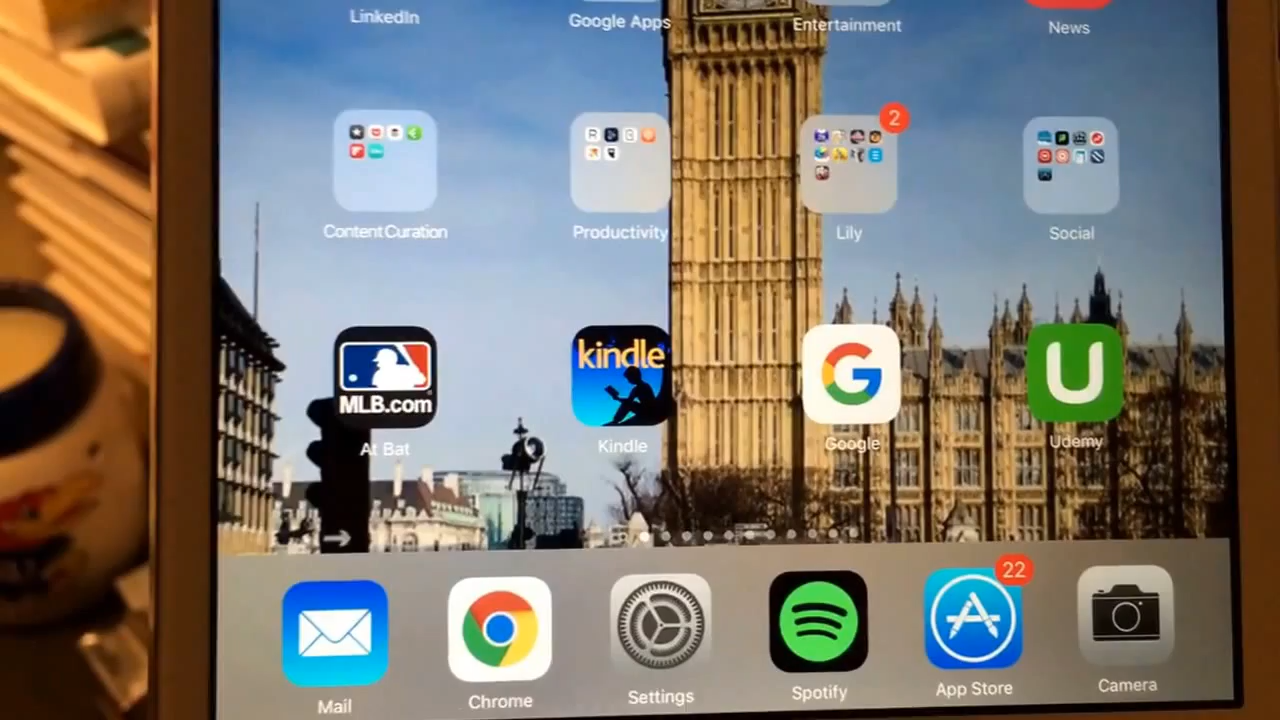 LinkedIn
Google Apps
Entertainment
News
2
Content Curation
Productivity
Lily
Social
MLB.com
kindle
G
U
At Bat
Kindle
Google
Udemy
22
Mail
Chrome
Settings
Spotify
App Store
Camera